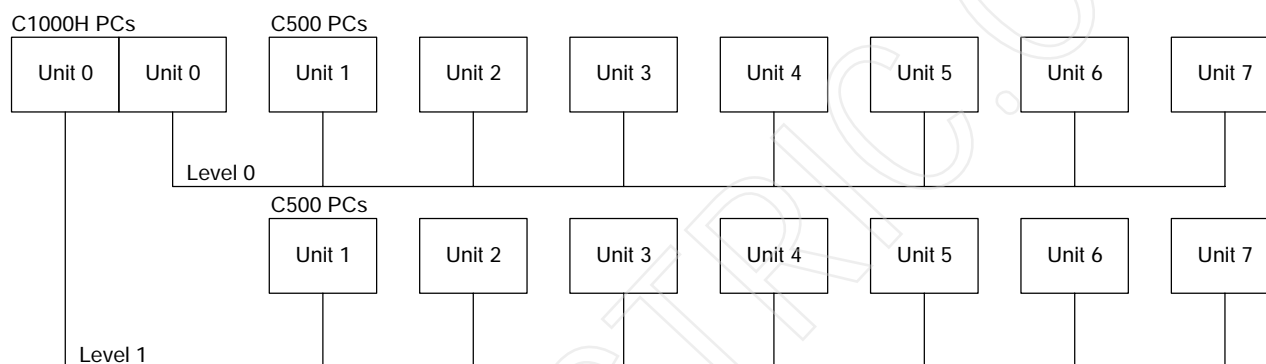 C1000H PCs
C500 PCs
Unit 0
Unit 0
Unit 1
Unit 2
Unit 3
Unit 4
Unit 5
Unit 6
Unit 7
Level 0
C500 PCs
Unit 1
Unit 2
Unit 3
Unit 4
Unit 5
Unit 6
Unit 7
Level 1